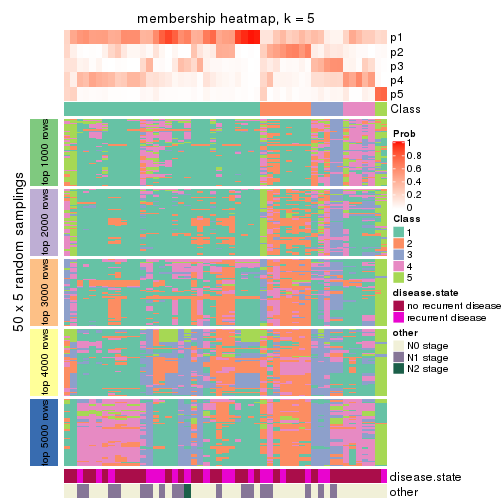 membership heatmap, k = 5
p1
p2
p3
p4
p5
Class
50 x 5 random samplings
top 1000 rows
top 2000 rows
top 3000 rows
top 4000 rows
top 5000 rows
disease.state
other
Prob
1
0.8
0.6
0.4
0.2
0
Class
1
2
3
4
5
disease.state
no recurrent disease
recurrent disease
other
N0 stage
N1 stage
N2 stage